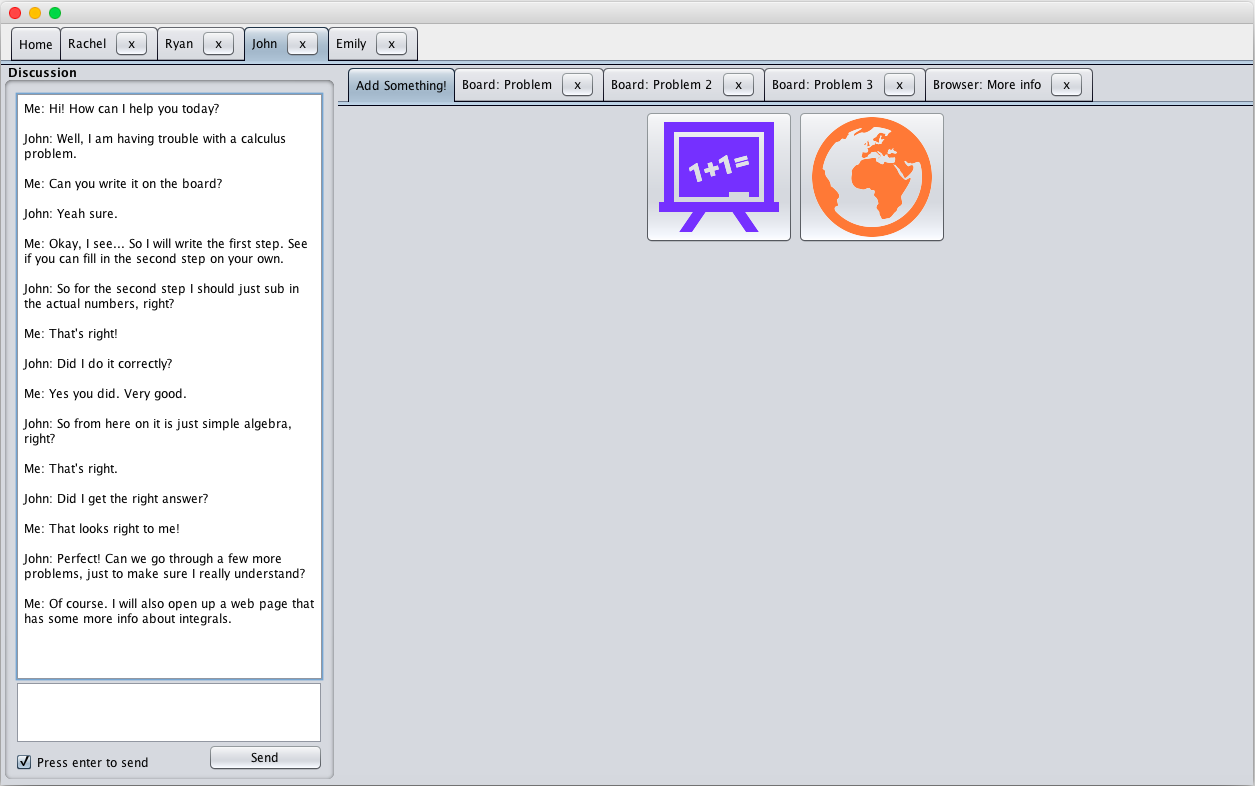 Home Rachel x Ryan x John x Emily x
Discussion
Add Something! Board: Problem x Board: Problem 2 x Board: Problem 3 x Browser: More info x
Me: Hi! How can I help you today?
John: Well, I am having trouble with a calculus
problem.
Me: Can you write it on the board?
John: Yeah sure.
Me: Okay, I see... So I will write the first step. See
if you can fill in the second step on your own.
John: So for the second step I should just sub in
the actual numbers, right?
Me: That's right!
John: Did I do it correctly?
Me: Yes you did. Very good.
John: So from here on it is just simple algebra,
right?
Me: That's right.
John: Did I get the right answer?
Me: That looks right to me!
John: Perfect! Can we go through a few more
problems, just to make sure I really understand?
Me: Of course. I will also open up a web page that
has some more info about integrals.
Press enter to send
Send
1+1=